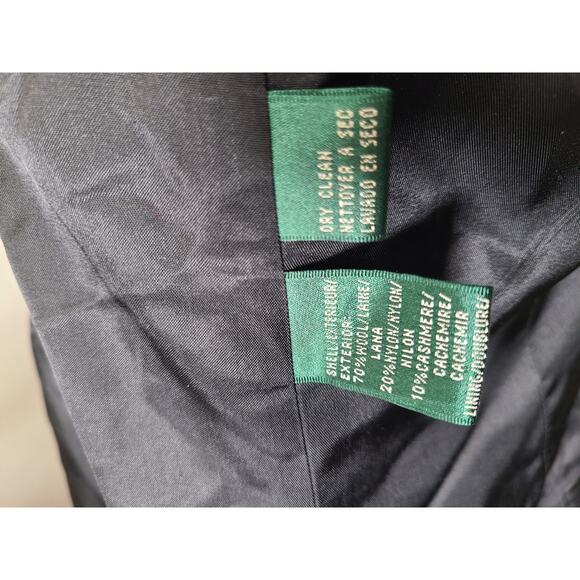 DRY CLEAN
NETTOYER A SEC
LAVADO EN SECO
SHELL/EXTERIEUR/
EXTERIOR:
70%WOOL/LAINE/
LANA
20%NYLON/NYLON/
NILON
10%CASHMERE/
CACHEMIRE/
CACHEMIR
LINING/DOUBLURE/